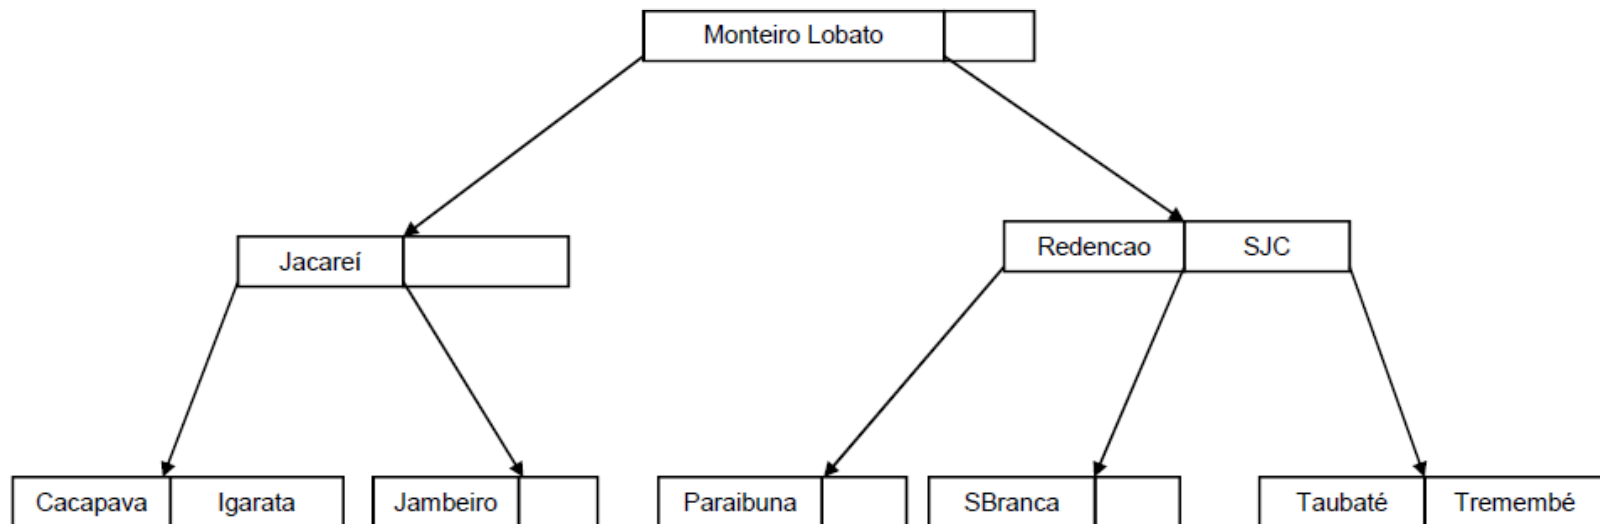 Monteiro Lobato
Jacareí
Redencao SJC
Cacapava Igarata Jambeiro Paraibuna SBranca Taubaté Tremembé